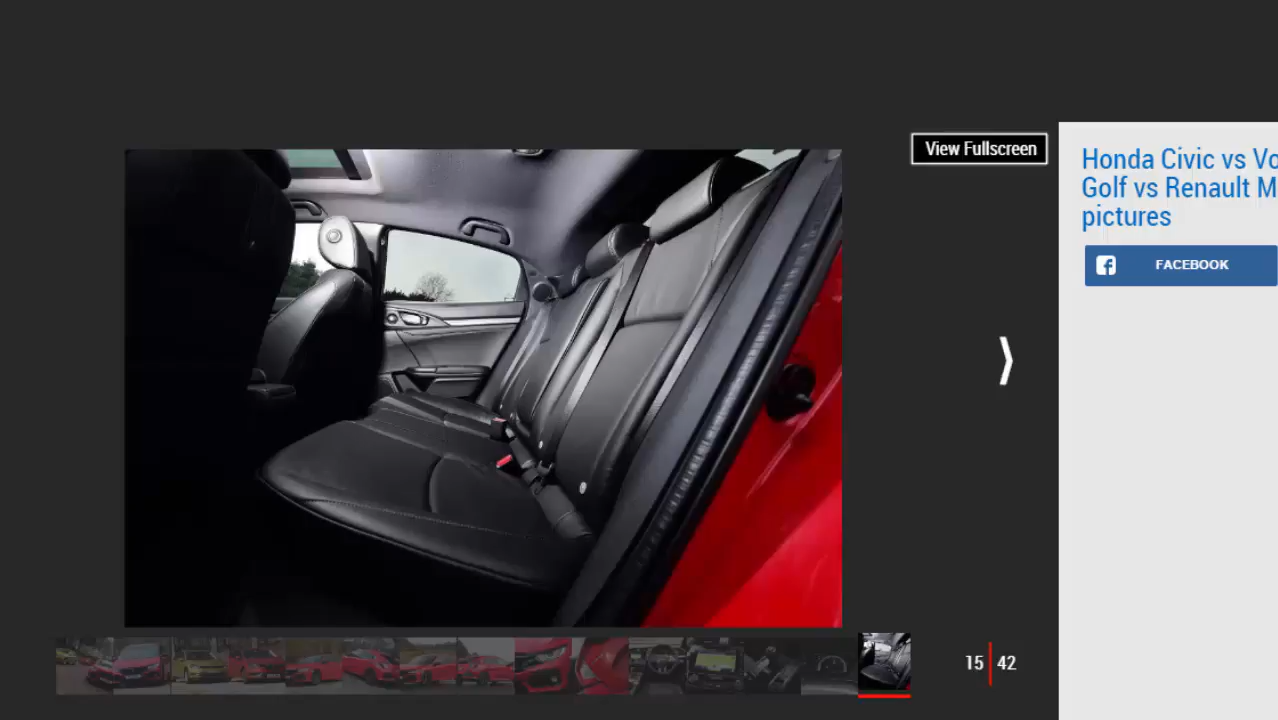 View Fullscreen
Honda Civic vs Vo
Golf vs Renault M
pictures
FACEBOOK
15 42